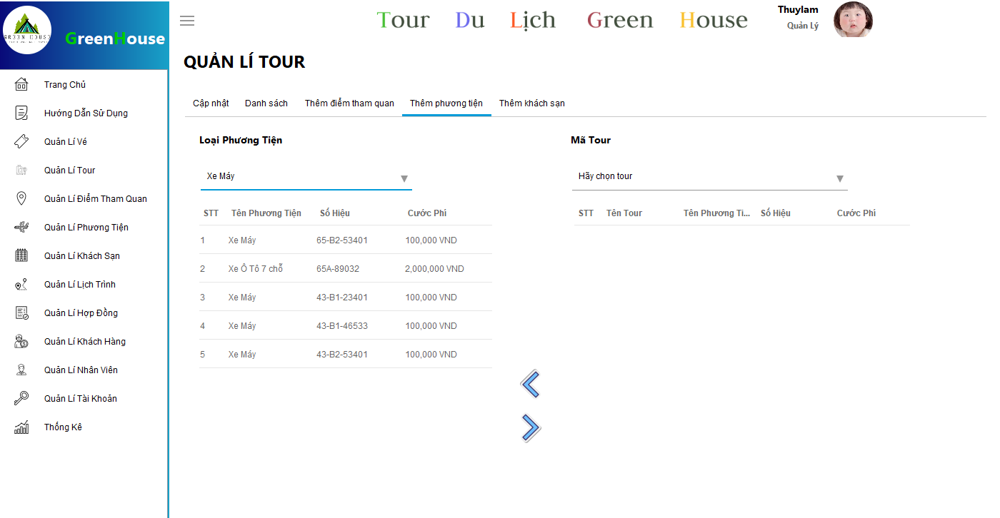 GREEN HOUSE
GreenHouse
Tour Du Lịch Green House
Thuylam
Quản Lý
Trang Chủ
Hướng Dẫn Sử Dụng
Quản Lí Vé
Quản Lí Tour
Quản Lí Điểm Tham Quan
Quản Lí Phương Tiện
Quản Lí Khách Sạn
Quản Lí Lịch Trình
Quản Lí Hợp Đồng
Quản Lí Khách Hàng
Quản Lí Nhân Viên
Quản Lí Tài Khoản
Thống Kê
QUẢN LÍ TOUR
Cập nhật Danh sách Thêm điểm tham quan Thêm phương tiện Thêm khách sạn
Loại Phương Tiện
Xe Máy
STT Tên Phương Tiện Số Hiệu Cước Phí
1 Xe Máy 65-B2-53401 100,000 VND
2 Xe Ô Tô 7 chỗ 65A-89032 2,000,000 VND
3 Xe Máy 43-B1-23401 100,000 VND
4 Xe Máy 43-B1-46533 100,000 VND
5 Xe Máy 43-B2-53401 100,000 VND
Mã Tour
Hãy chọn tour
STT Tên Tour Tên Phương Ti... Số Hiệu Cước Phí